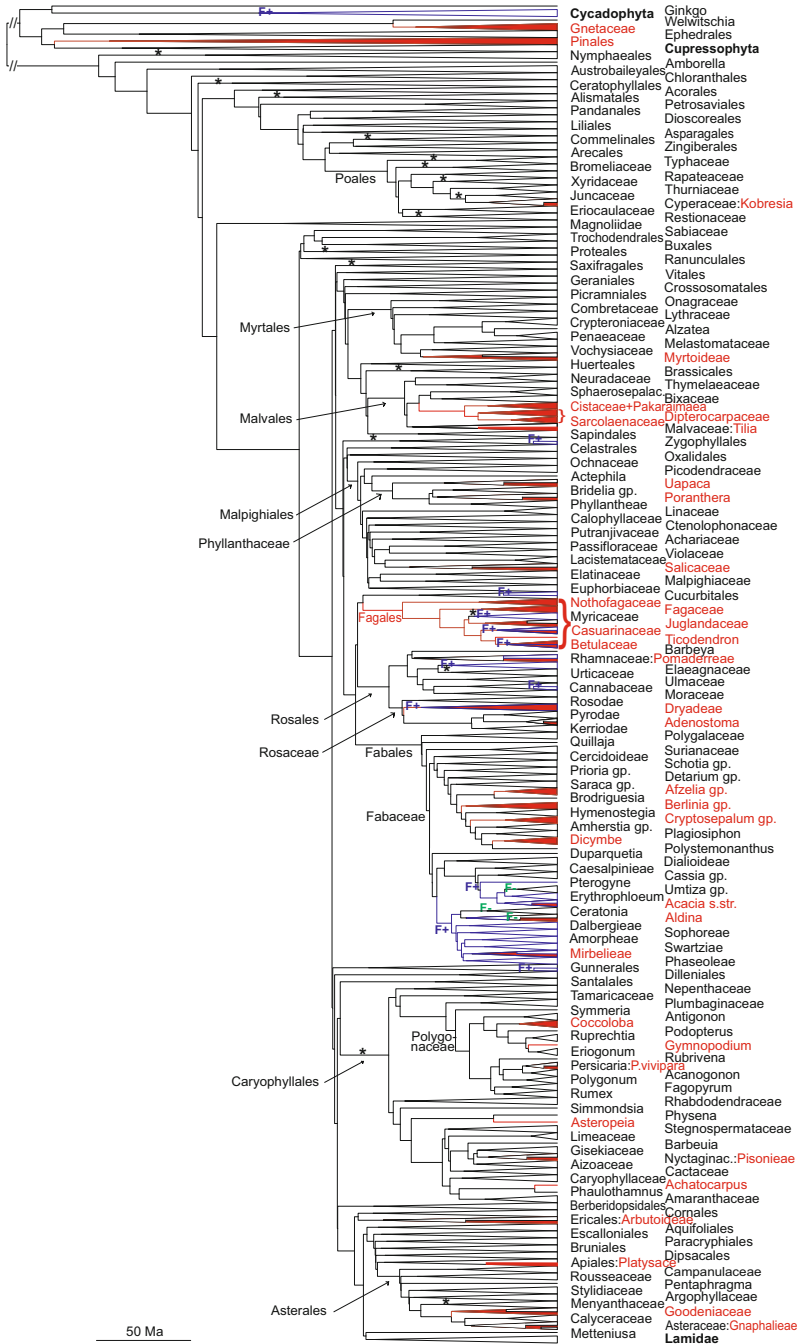 Ginkgo
F+
Cycadophyta
Welwitschia
//
Gnetaceae
Ephedrales
Pinales
Cupressophyta
*
Nymphaeales
//
Amborella
Austrobaileyales
Chloranthales
*
Ceratophyllales
Acorales
*
*
Alismatales
Petrosaviales
Pandanales
Dioscoreales
Liliales
Asparagales
*
Commelinales
Zingiberales
Arecales
Typhaceae
*
*
Bromeliaceae
Rapateaceae
Poales
*
Xyridaceae
Thurniaceae
*
Juncaceae
Cyperaceae:Kobresia
*
Eriocaulaceae
Restionaceae
Magnoliidae
Sabiaceae
Trochodendrales
Buxales
*
Proteales
Ranunculales
*
Saxifragales
Vitales
Geraniales
Crossosomatales
Picramniales
Onagraceae
Combretaceae
Lythraceae
Myrtales
Crypteroniaceae
Alzatea
Penaeaceae
Melastomataceae
Vochysiaceae
Myrtoideae
*
Huerteales
Brassicales
Neuradaceae
Thymelaeaceae
Sphaerosepalac.
Bixaceae
Cistaceae+Pakaraimaea
Malvales
Dipterocarpaceae
Sarcolaenaceae
}
Malvaceae:Tilia
*
Sapindales
F+
Zygophyllales
Celastrales
Oxalidales
Ochnaceae
Picodendraceae
Actephila
Uapaca
Malpighiales
Bridelia gp.
Poranthera
Phyllantheae
Linaceae
Calophyllaceae
Ctenolophonaceae
Phyllanthaceae
Putranjivaceae
Achariaceae
Passifloraceae
Violaceae
Lacistemataceae
Salicaceae
Elatinaceae
Malpighiaceae
F+
Euphorbiaceae
Cucurbitales
Nothofagaceae
Fagales
Fagaceae
*
F+
Myricaceae
}
Juglandaceae
F+
Casuarinaceae
Ticodendron
F+
Betulaceae
Barbeya
Rhamnaceae:Pomaderreae
F+
*
Elaeagnaceae
Urticaceae
Ulmaceae
F+
Cannabaceae
Moraceae
Rosodae
F+
Dryadeae
Rosales
Pyrodae
Adenostoma
Kerriodae
Polygalaceae
Rosaceae
Fabales
Quillaja
Surianaceae
Cercidoideae
Schotia gp.
Prioria gp.
Detarium gp.
Saraca gp.
Afzelia gp.
Brodriguesia
Berlinia gp.
Fabaceae
Hymenostegia
Cryptosepalum gp.
Amherstia gp.
Plagiosiphon
Dicymbe
Polystemonanthus
Duparquetia
Dialioideae
Caesalpinieae
Cassia gp.
F+
F-
Pterogyne
Umtiza gp.
Erythrophloeum
Acacia s.str.
F-
Ceratonia
F-
Aldina
F+
Dalbergieae
Sophoreae
Amorpheae
Swartziae
Mirbelieae
Phaseoleae
F+
Gunnerales
Dilleniales
Santalales
Nepenthaceae
Tamaricaceae
Plumbaginaceae
Symmeria
Antigonon
Coccoloba
Podopterus
Polygo-
naceae
Ruprechtia
Gymnopodium
*
Eriogonum
Rubrivena
Persicaria:P.vivipara
Acanogonon
Caryophyllales
Polygonum
Fagopyrum
Rumex
Rhabdodendraceae
Simmondsia
Physena
Asteropeia
Stegnospermataceae
Limeaceae
Barbeuia
Gisekiaceae
Nyctaginac.:Pisonieae
Aizoaceae
Cactaceae
Caryophyllaceae
Achatocarpus
Phaulothamnus
Amaranthaceae
Berberidopsidales
Cornales
Ericales:Arbutoideae
Aquifoliales
Escalloniales
Paracryphiales
Bruniales
Dipsacales
Apiales:Platysace
Campanulaceae
Rousseaceae
Pentaphragma
Stylidiaceae
Argophyllaceae
*
Menyanthaceae
Asterales
Goodeniaceae
Calyceraceae
Asteraceae:Gnaphalieae
Metteniusa
Lamidae
50 Ma